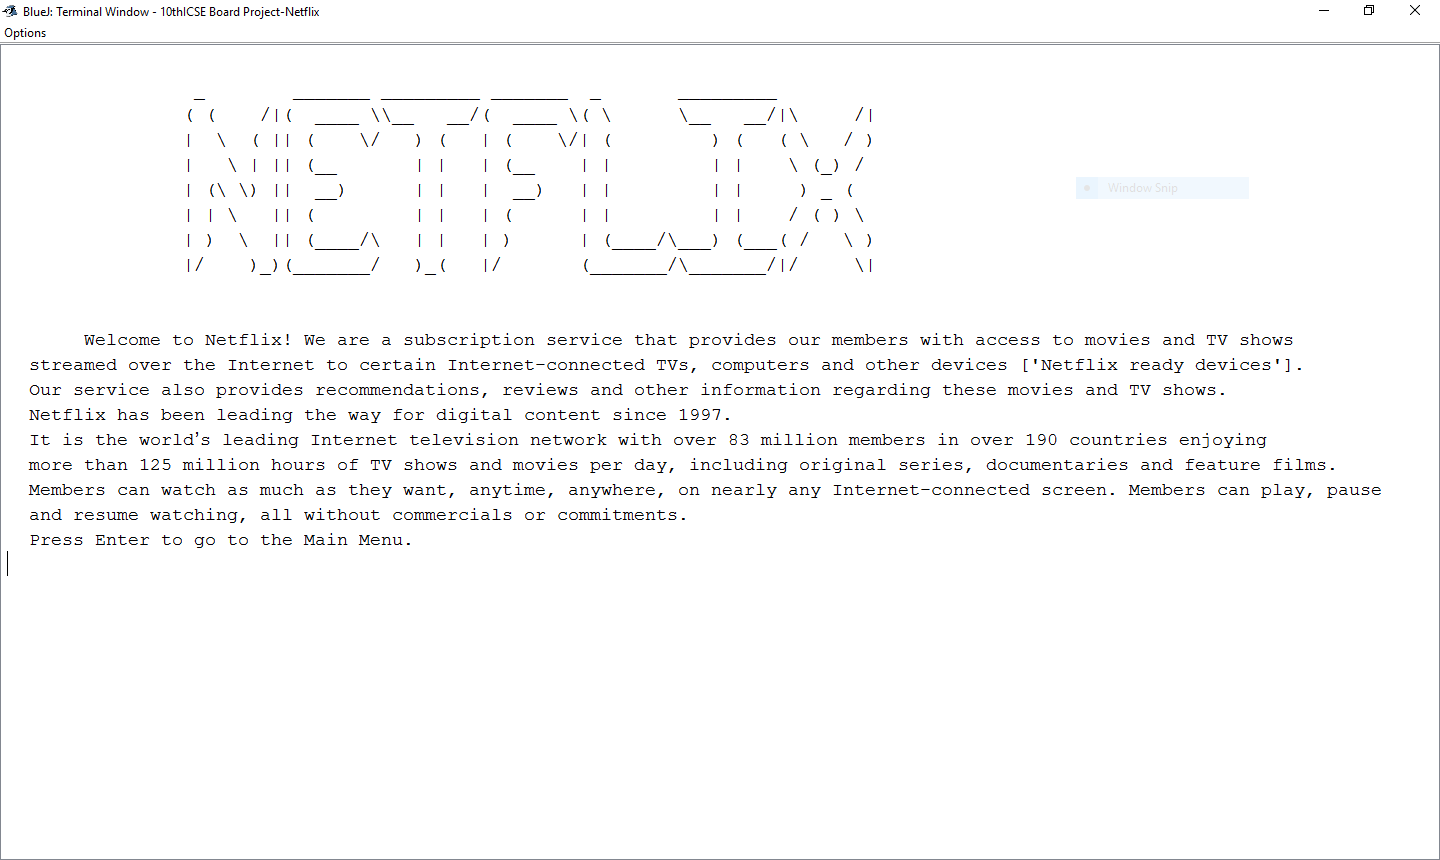 BlueJ: Terminal Window - 10thICSE Board Project-Netflix
Options
NETFLIX
Window Snip
Welcome to Netflix! We are a subscription service that provides our members with access to movies and TV shows
streamed over the Internet to certain Internet-connected TVs, computers and other devices ['Netflix ready devices'].
Our service also provides recommendations, reviews and other information regarding these movies and TV shows.
Netflix has been leading the way for digital content since 1997.
It is the world’s leading Internet television network with over 83 million members in over 190 countries enjoying
more than 125 million hours of TV shows and movies per day, including original series, documentaries and feature films.
Members can watch as much as they want, anytime, anywhere, on nearly any Internet-connected screen. Members can play, pause
and resume watching, all without commercials or commitments.
Press Enter to go to the Main Menu.